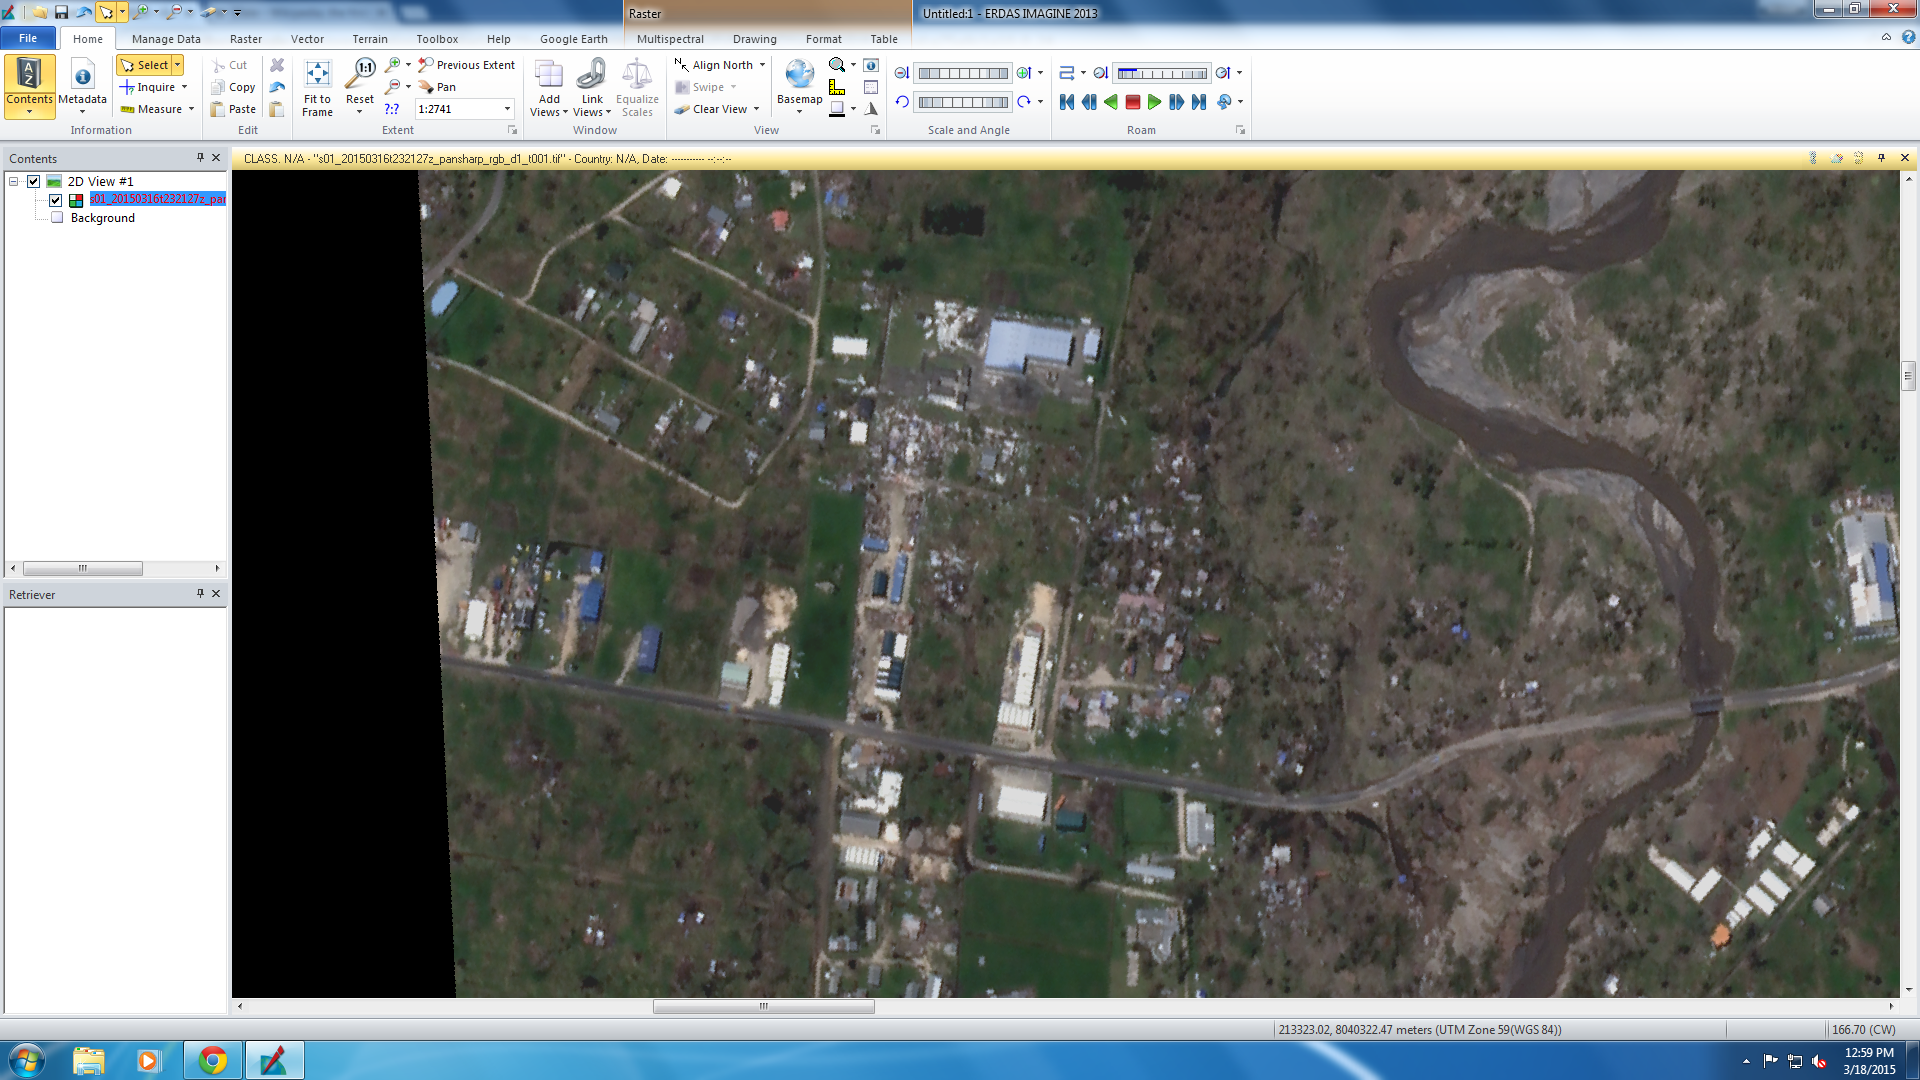 Raster
Untitled:1 - ERDAS IMAGINE 2013
File
Home
Manage Data
Raster
Vector
Terrain
Toolbox
Help
Google Earth
Multispectral
Drawing
Format
Table
Contents
Metadata
Select
Inquire
Measure
Information
Cut
Copy
Paste
Edit
Fit to Frame
1:1
Reset
Previous Extent
Pan
1:2741
Extent
Add Views
Link Views
Equalize Scales
Window
Align North
Swipe
Clear View
Basemap
View
Scale and Angle
Roam
Contents
2D View #1
s01_20150316t232127z_par
Background
Retriever
CLASS. N/A - "s01_20150316t232127z_pansharp_rgb_d1_t001.tif" - Country: N/A, Date: ----------- --:--:--
213323.02, 8040322.47 meters (UTM Zone 59(WGS 84))
166.70 (CW)
12:59 PM
3/18/2015